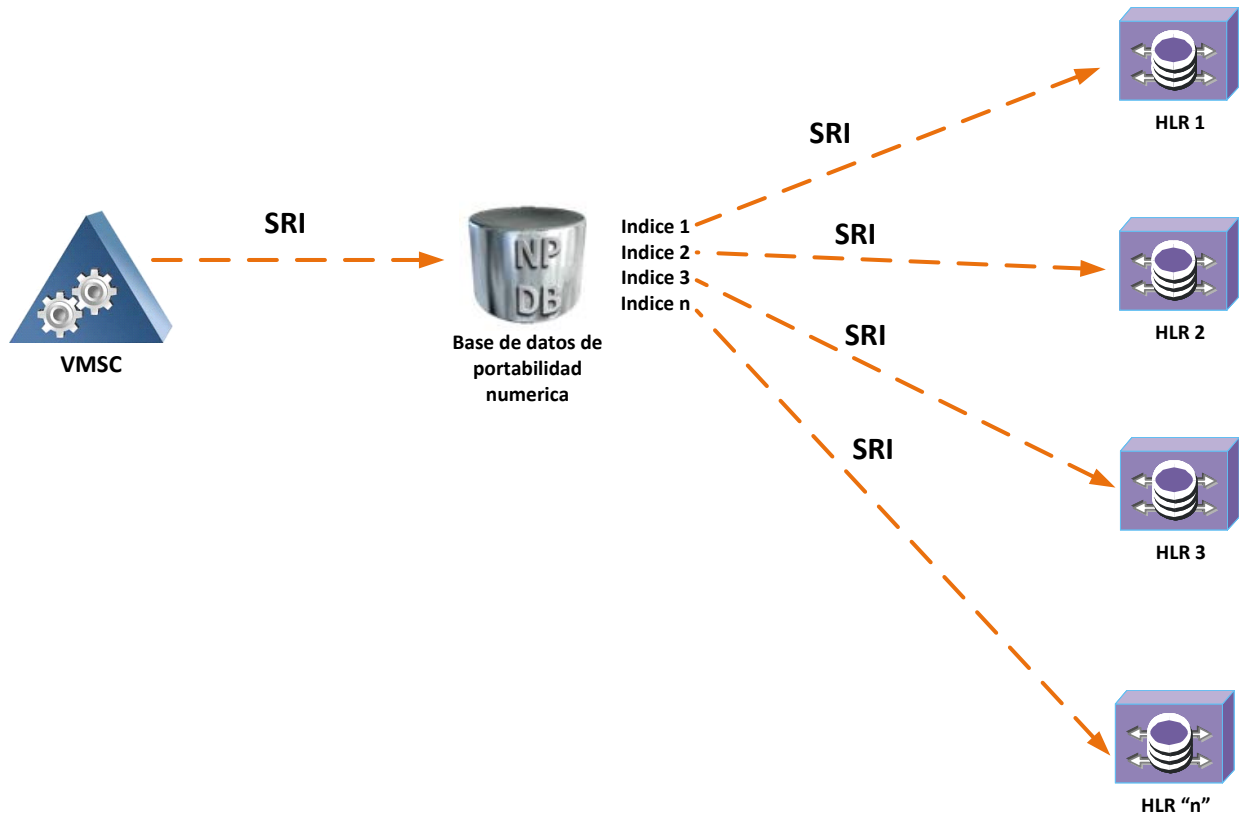 SRI
HLR 1
SRI
NP
DB
Indice 1
Indice 2
Indice 3
Indice n
SRI
HLR 2
VMSC
Base de datos de
portabilidad
numerica
SRI
SRI
HLR 3
HLR “n”